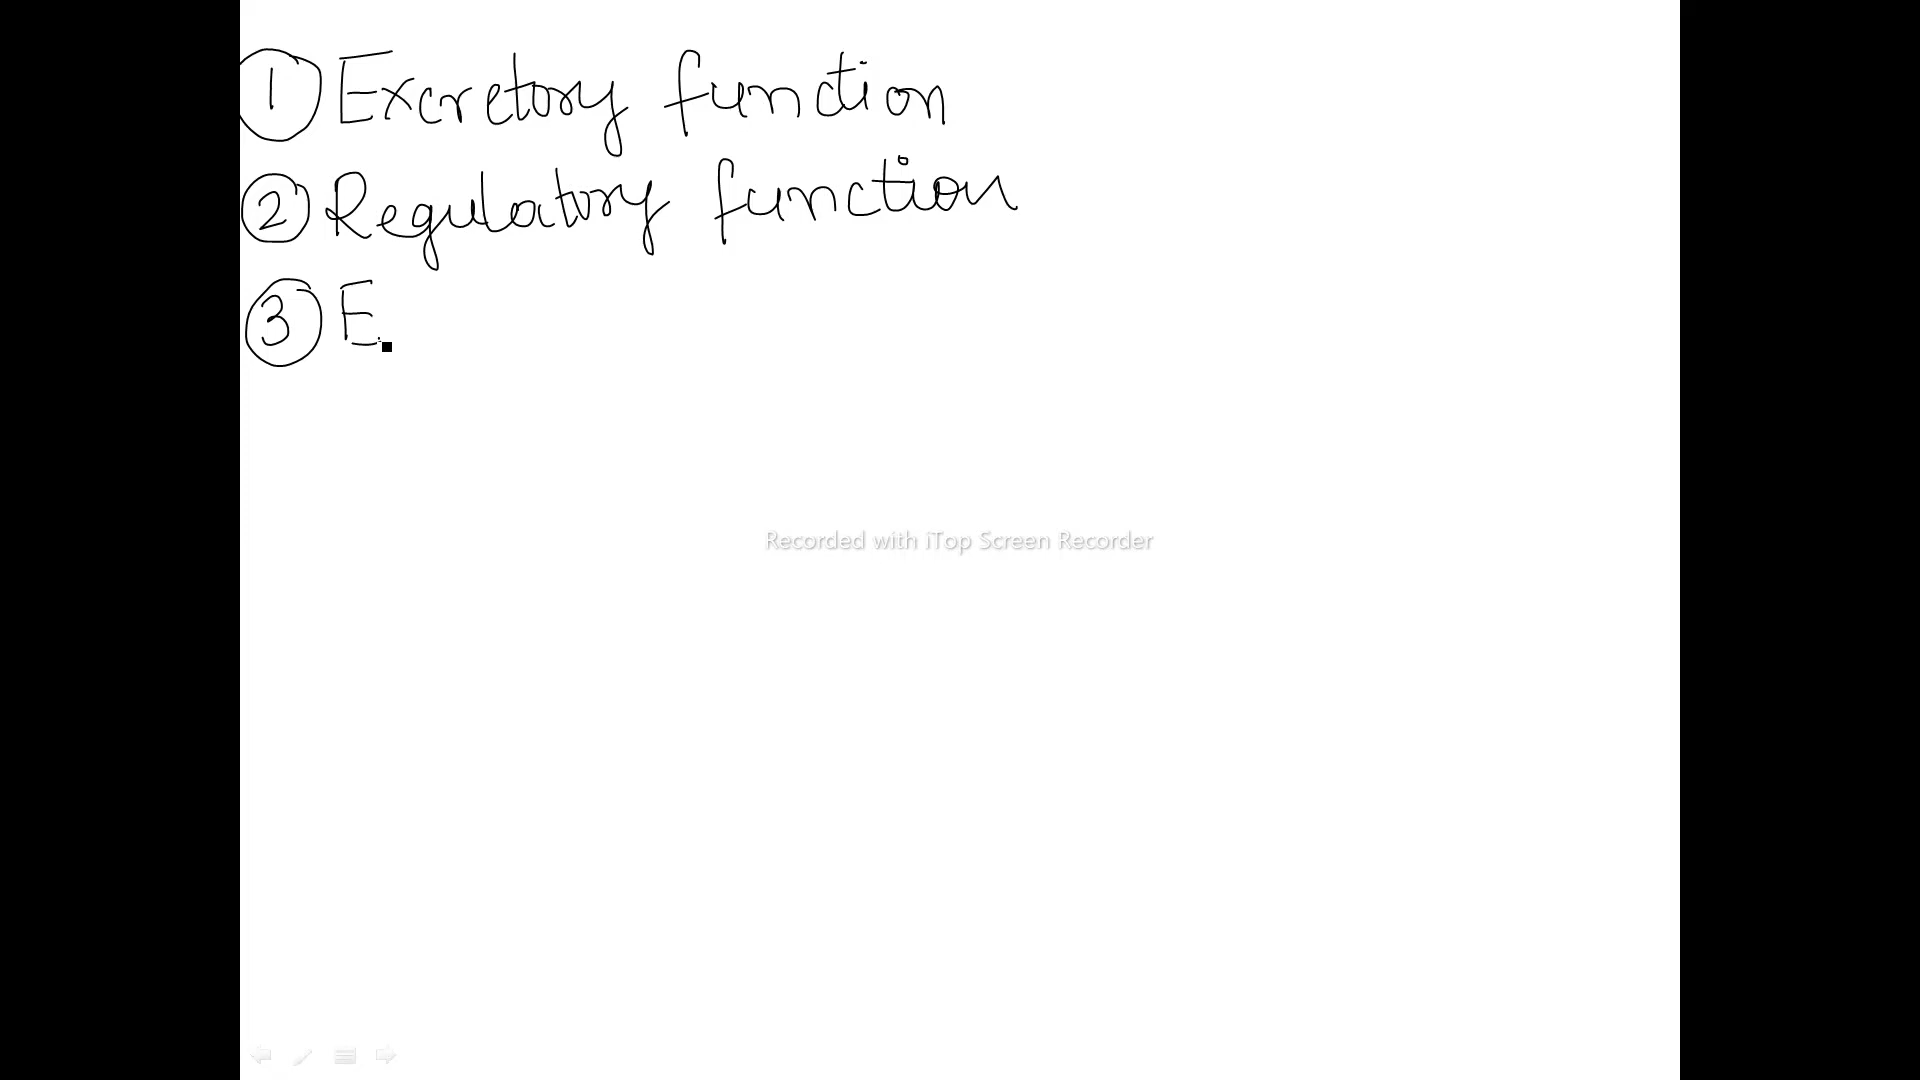 ① Excretory function
② Regulatory function
③ E
Recorded with iTop Screen Recorder